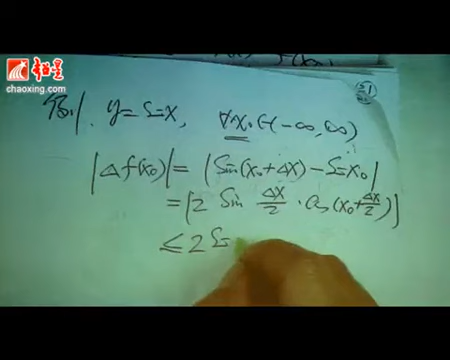 超星
chaoxing.com
51
例1. y = sin x, ∀x₀ ∈ (-∞, ∞)
|Δf(x₀)| = |sin(x₀+Δx) - sin x₀|
= |2 sin Δx/2 · cos(x₀+Δx/2)|
≤ 2 S